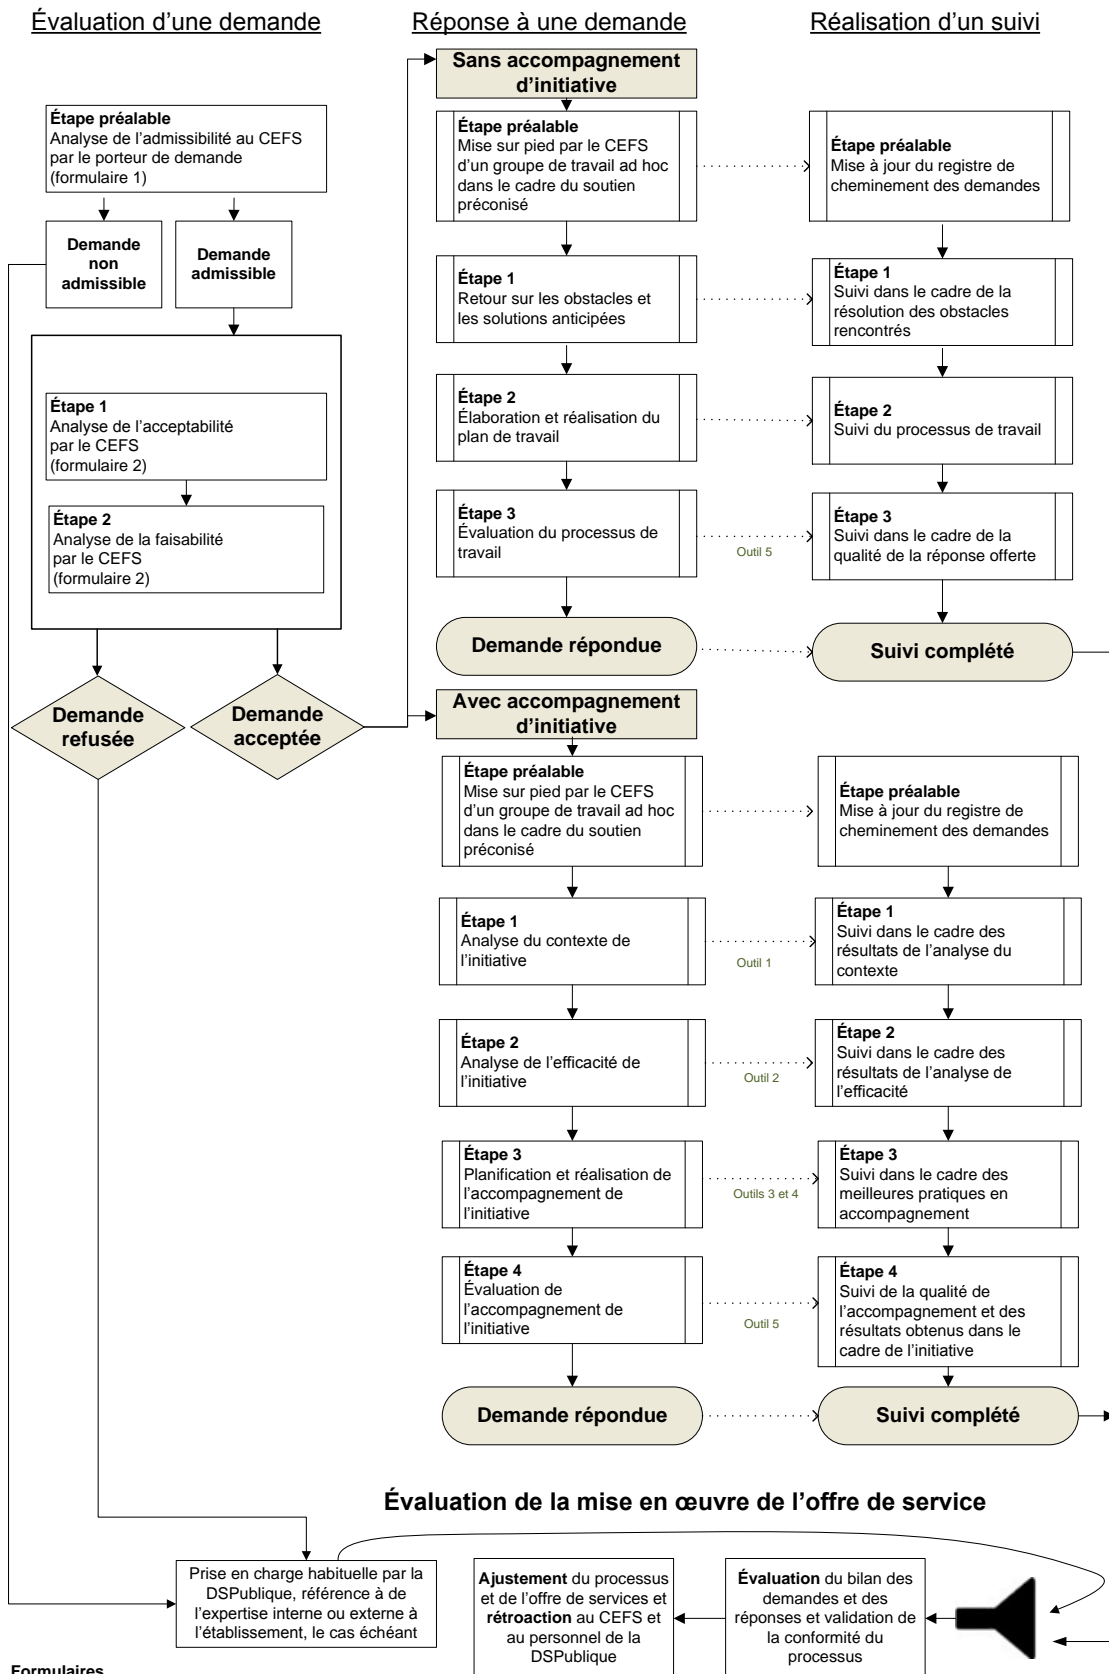 Évaluation d'une demande
Réponse à une demande
Réalisation d'un suivi
Étape préalable
Analyse de l'admissibilité au CEFS
par le porteur de demande
(formulaire 1)
Demande
non
admissible
Demande
admissible
Étape 1
Analyse de l'acceptabilité
par le CEFS
(formulaire 2)
Étape 2
Analyse de la faisabilité
par le CEFS
(formulaire 2)
Demande
refusée
Demande
acceptée
Sans accompagnement
d'initiative
Étape préalable
Mise sur pied par le CEFS
d'un groupe de travail ad hoc
dans le cadre du soutien
préconisé
Étape préalable
Mise à jour du registre de
cheminement des demandes
Étape 1
Retour sur les obstacles et
les solutions anticipées
Étape 1
Suivi dans le cadre de la
résolution des obstacles
rencontrés
Étape 2
Élaboration et réalisation du
plan de travail
Étape 2
Suivi du processus de travail
Étape 3
Évaluation du processus de
travail
Outil 5
Étape 3
Suivi dans le cadre de la
qualité de la réponse offerte
Demande répondue
Suivi complété
Avec accompagnement
d'initiative
Étape préalable
Mise sur pied par le CEFS
d'un groupe de travail ad hoc
dans le cadre du soutien
préconisé
Étape préalable
Mise à jour du registre de
cheminement des demandes
Étape 1
Analyse du contexte de
l'initiative
Outil 1
Étape 1
Suivi dans le cadre des
résultats de l'analyse du
contexte
Étape 2
Analyse de l'efficacité de
l'initiative
Outil 2
Étape 2
Suivi dans le cadre des
résultats de l'analyse de
l'efficacité
Étape 3
Planification et réalisation de
l'accompagnement de
l'initiative
Outils 3 et 4
Étape 3
Suivi dans le cadre des
meilleures pratiques en
accompagnement
Étape 4
Évaluation de
l'accompagnement de
l'initiative
Outil 5
Étape 4
Suivi de la qualité de
l'accompagnement et des
résultats obtenus dans le
cadre de l'initiative
Demande répondue
Suivi complété
Évaluation de la mise en œuvre de l'offre de service
Prise en charge habituelle par la
DSPublique, référence à de
l'expertise interne ou externe à
l'établissement, le cas échéant
Ajustement du processus
et de l'offre de services et
rétroaction au CEFS et
au personnel de la
DSPublique
Évaluation du bilan des
demandes et des
réponses et validation de
la conformité du
processus
Formulaires